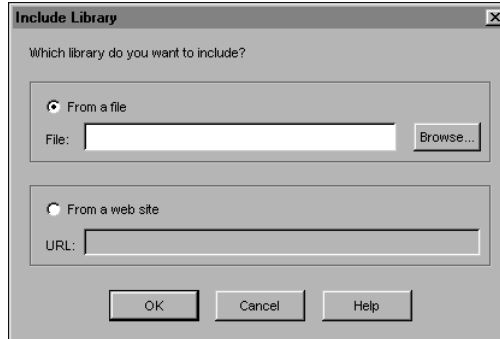 Include Library
Which library do you want to include?
From a file
File:
Browse...
From a web site
URL:
OK Cancel Help